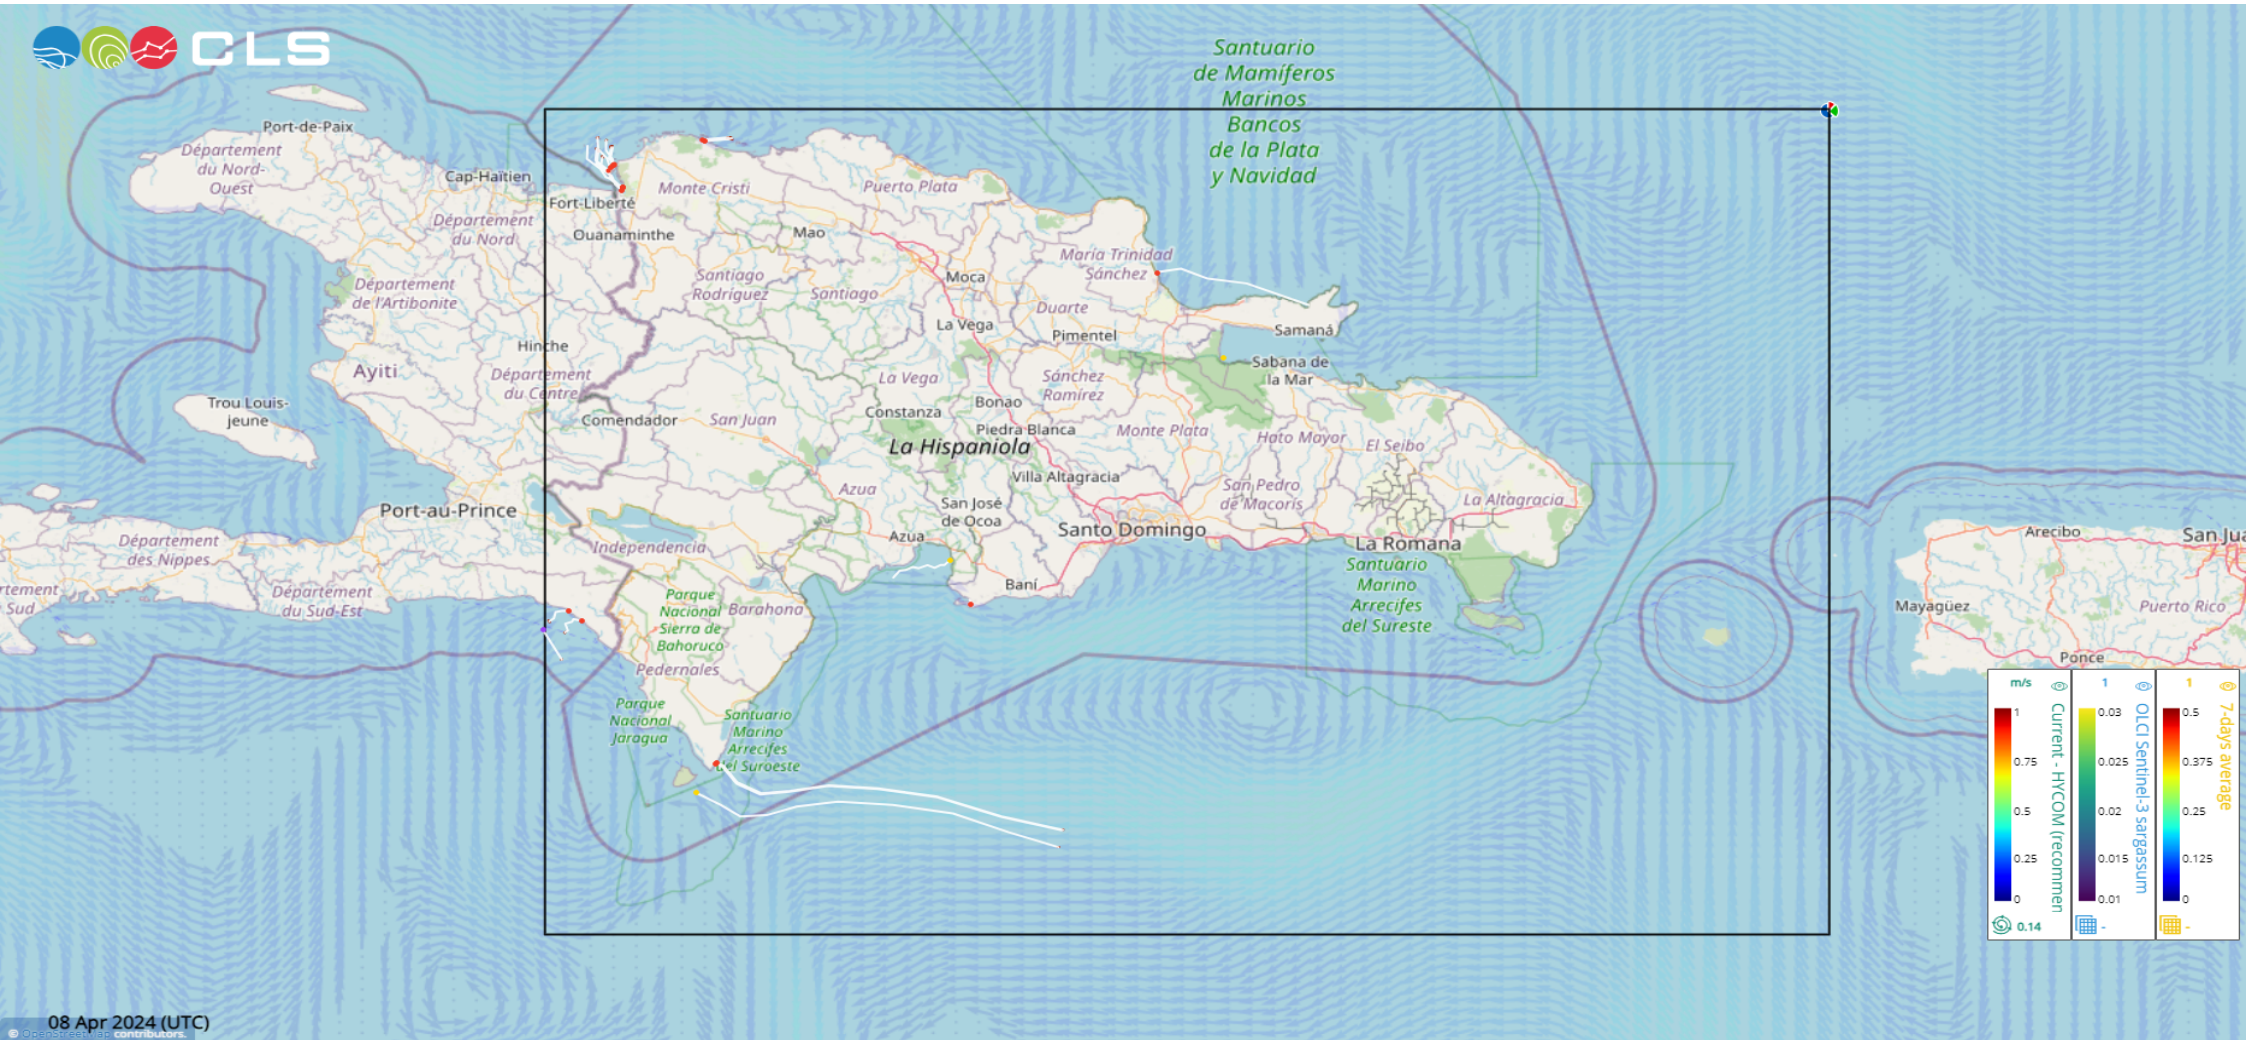 CLS
Santuario
de Mamíferos
Marinos
Bancos
de la Plata
y Navidad
Port-de-Paix
Département
du Nord-
Ouest
Cap-Haïtien
Fort-Liberté
Département
du Nord
Ouanaminthe
Monte Cristi
Puerto Plata
Mao
María Trinidad
Sánchez
Santiago
Rodríguez
Santiago
Moca
Duarte
Département
de l'Artibonite
La Vega
Pimentel
Samaná
Hinche
Ayiti
Département
du Centre
La Vega
Sánchez
Ramírez
Sabana de
la Mar
Trou Louis-
jeune
Comendador
San Juan
Constanza
Bonao
Piedra Blanca
La Hispaniola
Monte Plata
Hato Mayor
El Seibo
Villa Altagracia
Azua
San José
de Ocoa
San Pedro
de Macorís
La Altagracia
Port-au-Prince
Santo Domingo
Azua
La Romana
Arecibo
San Jua
Département
des Nippes
Independencia
Santuario
Marino
Arrecifes
del Sureste
Baní
rtement
Sud
Département
du Sud-Est
Parque
Nacional
Sierra de
Bahoruco
Barahona
Mayagüez
Puerto Rico
Ponce
Pedernales
Parque
Nacional
Jaragua
Santuario
Marino
Arrecifes
del Suroeste
m/s
1
0.75
0.5
0.25
0
Current - HYCOM (recommen
0.14
1
0.03
0.025
0.02
0.015
0.01
OLCI Sentinel-3 sargassum
-
1
0.5
0.375
0.25
0.125
0
7-days average
-
08 Apr 2024 (UTC)
© OpenStreetMap contributors.